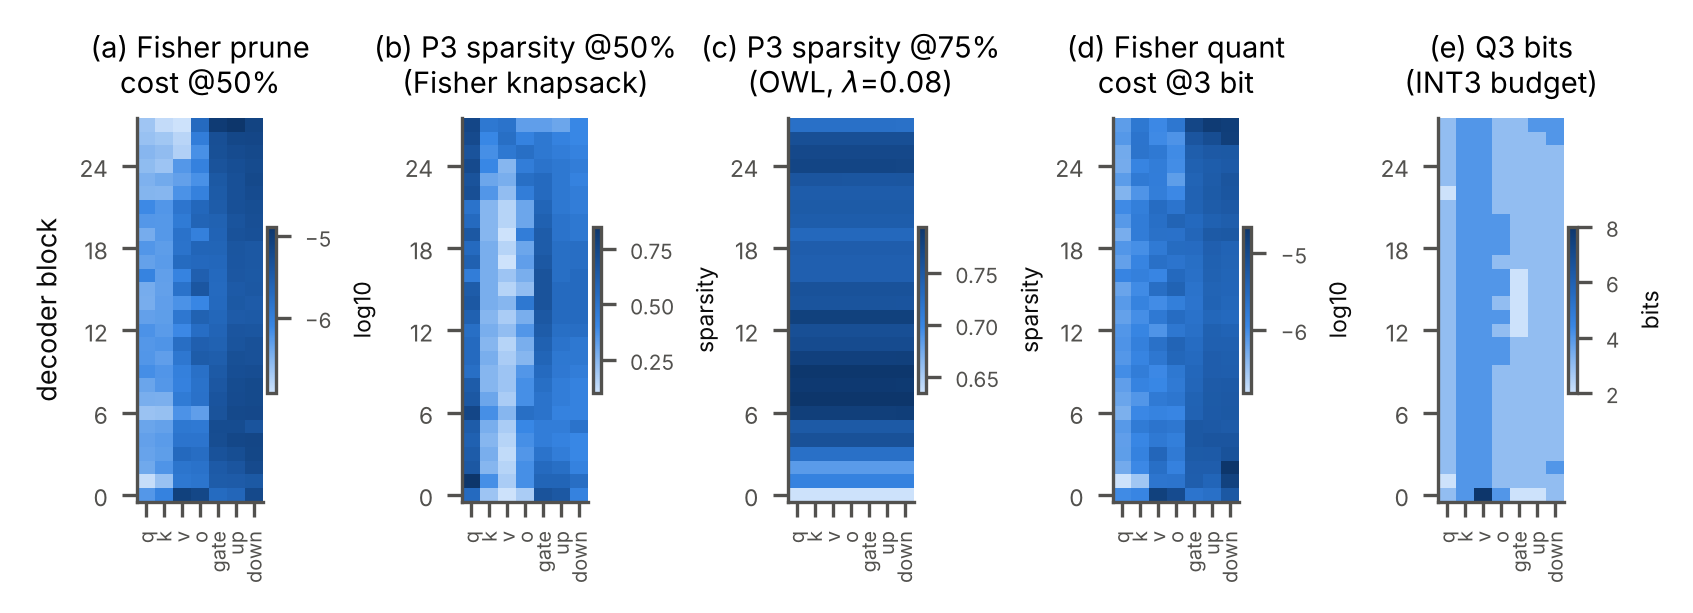 (a) Fisher prune
cost @50%
(b) P3 sparsity @50%
(Fisher knapsack)
(c) P3 sparsity @75%
(OWL, λ=0.08)
(d) Fisher quant
cost @3 bit
(e) Q3 bits
(INT3 budget)
decoder block
24
18
12
6
0
q
k
v
o
gate
up
down
−5
−6
log10
24
18
12
6
0
q
k
v
o
gate
up
down
0.75
0.50
0.25
sparsity
24
18
12
6
0
q
k
v
o
gate
up
down
0.75
0.70
0.65
sparsity
24
18
12
6
0
q
k
v
o
gate
up
down
−5
−6
log10
24
18
12
6
0
q
k
v
o
gate
up
down
8
6
4
2
bits